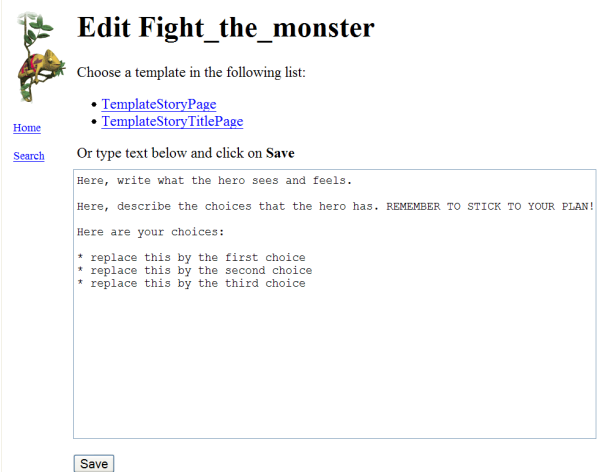 Edit Fight_the_monster
Choose a template in the following list:
• TemplateStoryPage
• TemplateStoryTitlePage
Home
Search
Or type text below and click on Save
Here, write what the hero sees and feels.
Here, describe the choices that the hero has. REMEMBER TO STICK TO YOUR PLAN!
Here are your choices:
* replace this by the first choice
* replace this by the second choice
* replace this by the third choice
Save